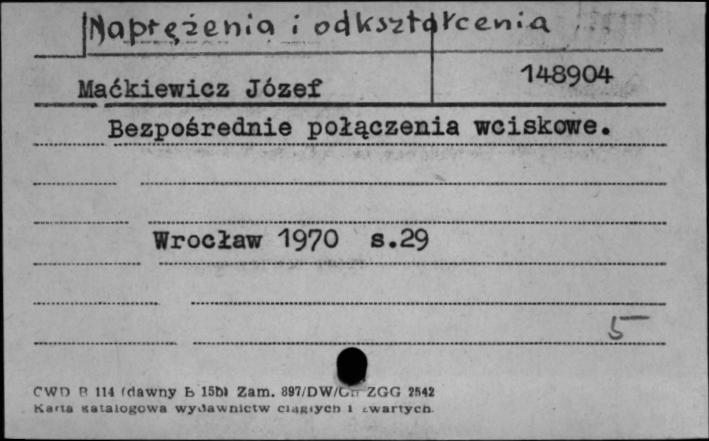 Naprężenia i odkształcenia
Maćkiewicz Józef
148904
Bezpośrednie połączenia wciskowe.
Wrocław 1970 s.29
5
CWD B 114 (dawny b 15b) Zam. 897/DW/Cn ZGG 2542
Karta katalogowa wydawnictw ciągłych i zwartych.